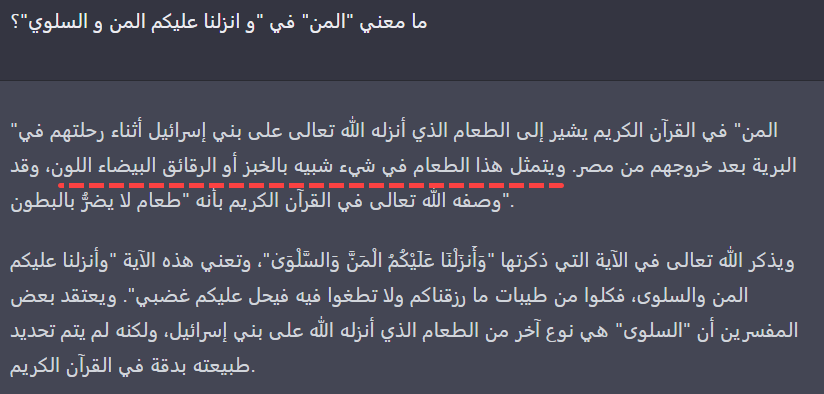 ما معني "المن" في "و انزلنا عليكم المن و السلوي"؟
المن" في القرآن الكريم يشير إلى الطعام الذي أنزله الله تعالى على بني إسرائيل أثناء رحلتهم في"
البرية بعد خروجهم من مصر. ويتمثل هذا الطعام في شيء شبيه بالخبز أو الرقائق البيضاء اللون، وقد
وصفه الله تعالى في القرآن الكريم بأنه "طعام لا يضرُّ بالبطون".
ويذكر الله تعالى في الآية التي ذكرتها "وَأَنزَلْنَا عَلَيْكُمُ الْمَنَّ وَالسَّلْوَىٰ"، وتعني هذه الآية "وأنزلنا عليكم
المن والسلوى، فكلوا من طيبات ما رزقناكم ولا تطغوا فيه فيحل عليكم غضبي". ويعتقد بعض
المفسرين أن "السلوى" هي نوع آخر من الطعام الذي أنزله الله على بني إسرائيل، ولكنه لم يتم تحديد
طبيعته بدقة في القرآن الكريم.